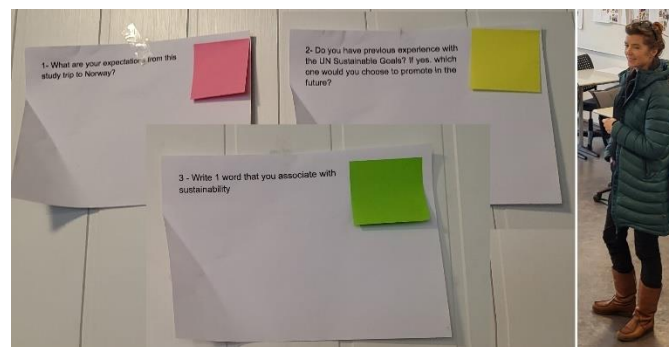 1- What are your expectations from this
study trip to Norway?
2- Do you have previous experience with
the UN Sustainable Goals? If yes. which
one would you choose to promote in the
future?
3 - Write 1 word that you associate with
sustainability